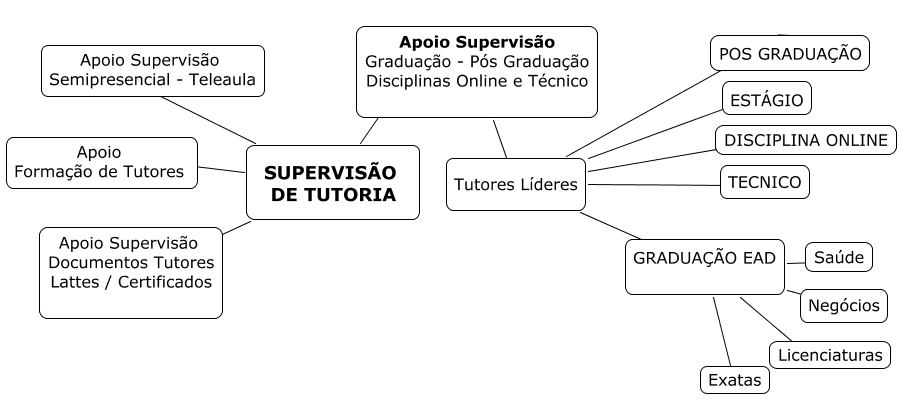 Apoio Supervisão
Semipresencial - Teleaula
Apoio Supervisão
Graduação - Pós Graduação
Disciplinas Online e Técnico
POS GRADUAÇÃO
ESTÁGIO
DISCIPLINA ONLINE
TECNICO
Apoio
Formação de Tutores
SUPERVISÃO
DE TUTORIA
Tutores Líderes
Apoio Supervisão
Documentos Tutores
Lattes / Certificados
GRADUAÇÃO EAD
Saúde
Negócios
Licenciaturas
Exatas